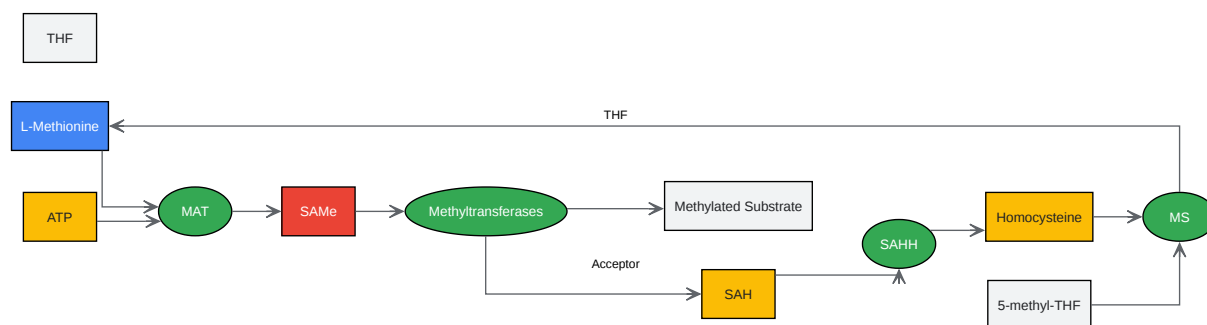 THF
THF
L-Methionine
ATP
MAT
SAMe
Methyltransferases
Methylated Substrate
Acceptor
SAH
SAHH
Homocysteine
MS
5-methyl-THF